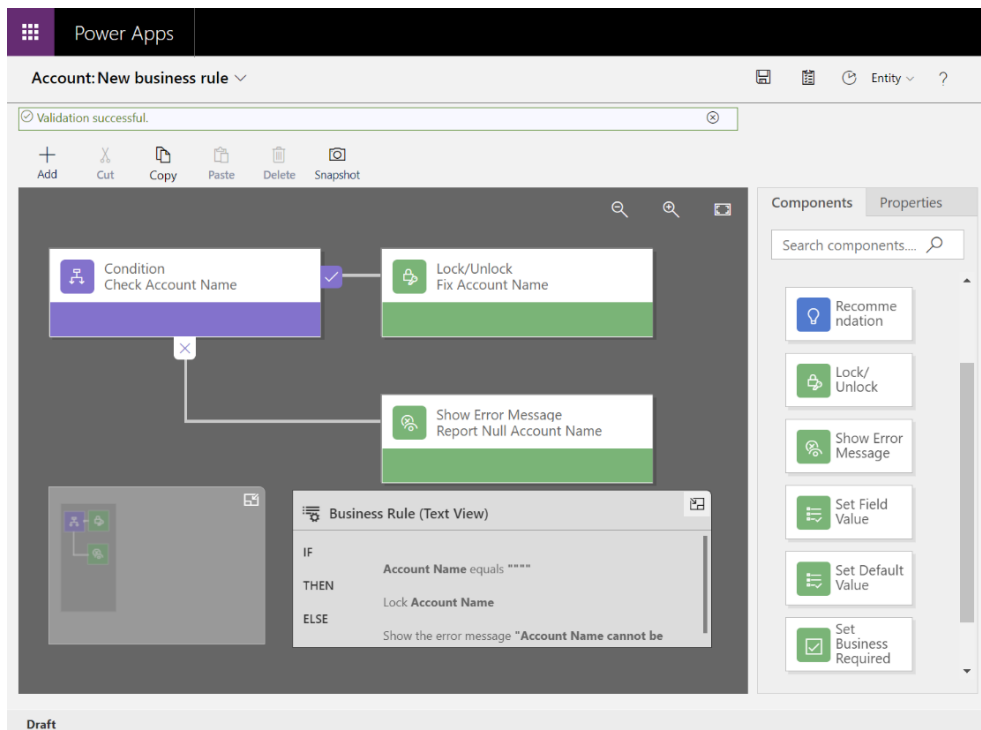 Power Apps
Account: New business rule
Entity
?
Validation successful.
Add
Cut
Copy
Paste
Delete
Snapshot
Components
Properties
Search components....
Condition
Check Account Name
Lock/Unlock
Fix Account Name
Show Error Message
Report Null Account Name
Business Rule (Text View)
IF
Account Name equals """"
THEN
Lock Account Name
ELSE
Show the error message "Account Name cannot be
Recomme
ndation
Lock/
Unlock
Show Error
Message
Set Field
Value
Set Default
Value
Set
Business
Required
Draft